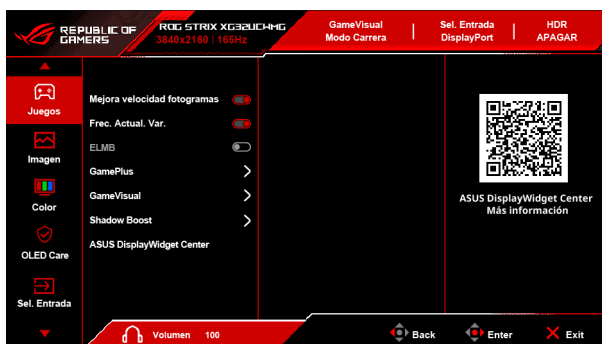 REPUBLIC OF
GAMERS
ROG STRIX XG32UCWMG
3840x2160 | 165Hz
GameVisual
Modo Carrera
Sel. Entrada
DisplayPort
HDR
APAGAR
Juegos
Imagen
Color
OLED Care
Sel. Entrada
Mejora velocidad fotogramas
Frec. Actual. Var.
ELMB
GamePlus
GameVisual
Shadow Boost
ASUS DisplayWidget Center
ASUS DisplayWidget Center
Más información
Volumen 100
Back
Enter
Exit